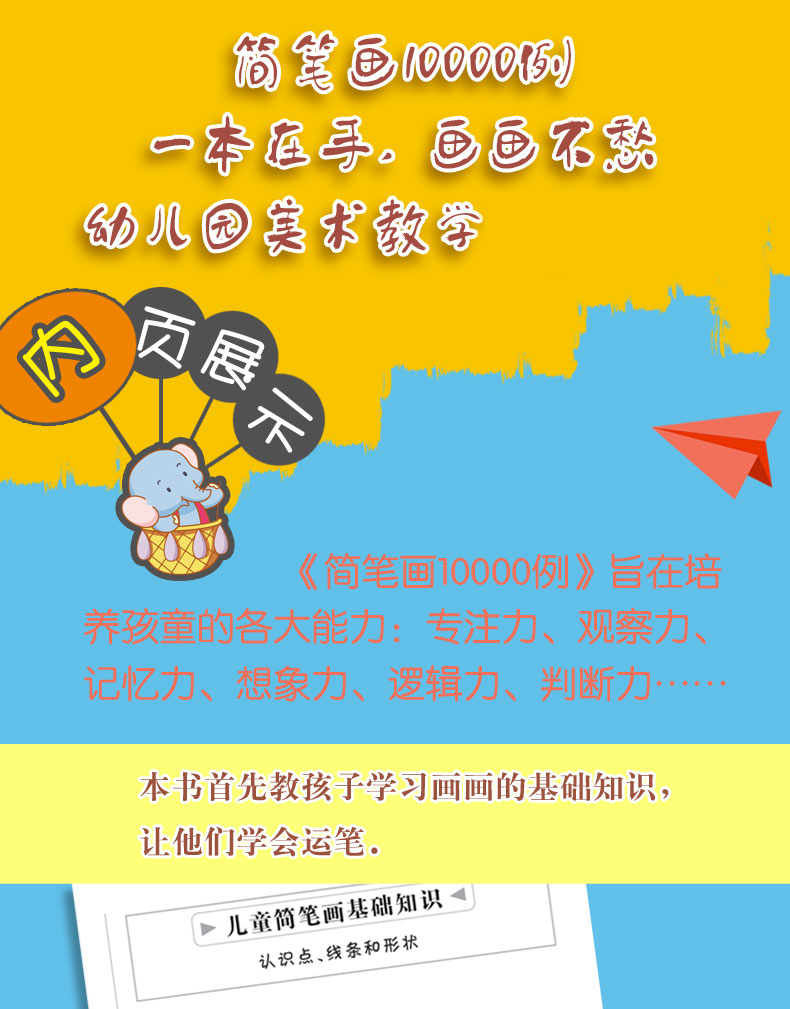 简笔画10000例
一本在手，画画不愁
幼儿园美术教学
内页展示
《简笔画10000例》旨在培
养孩童的各大能力：专注力、观察力、
记忆力、想象力、逻辑力、判断力……
本书首先教孩子学习画画的基础知识，
让他们学会运笔.
儿童简笔画基础知识
认识点、线条和形状